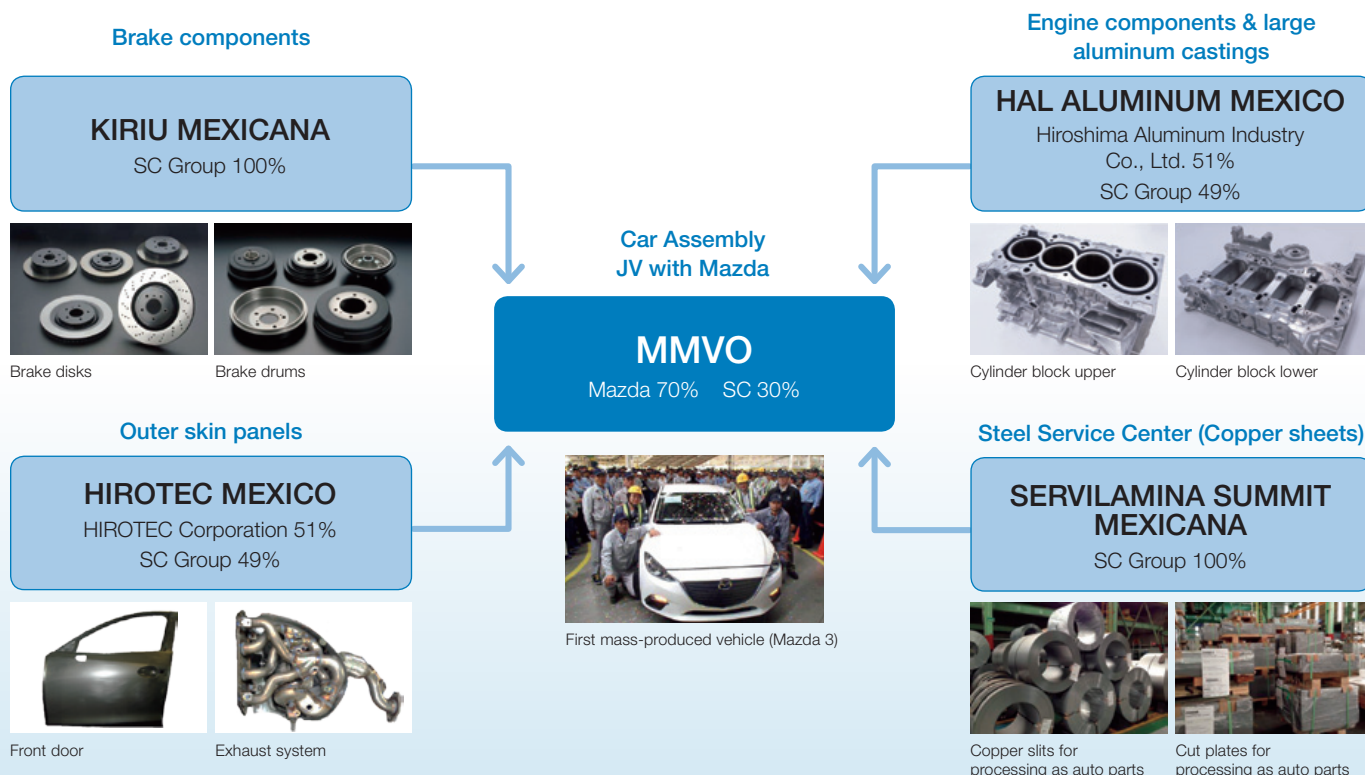 Brake components
KIRIU MEXICANA
SC Group 100%
Brake disks
Brake drums
Engine components & large
aluminum castings
HAL ALUMINUM MEXICO
Hiroshima Aluminum Industry
Co., Ltd. 51%
SC Group 49%
Cylinder block upper
Cylinder block lower
Car Assembly
JV with Mazda
MMVO
Mazda 70% SC 30%
First mass-produced vehicle (Mazda 3)
Outer skin panels
HIROTEC MEXICO
HIROTEC Corporation 51%
SC Group 49%
Front door
Exhaust system
Steel Service Center (Copper sheets)
SERVILAMINA SUMMIT
MEXICANA
SC Group 100%
Copper slits for
processing as auto parts
Cut plates for
processing as auto parts